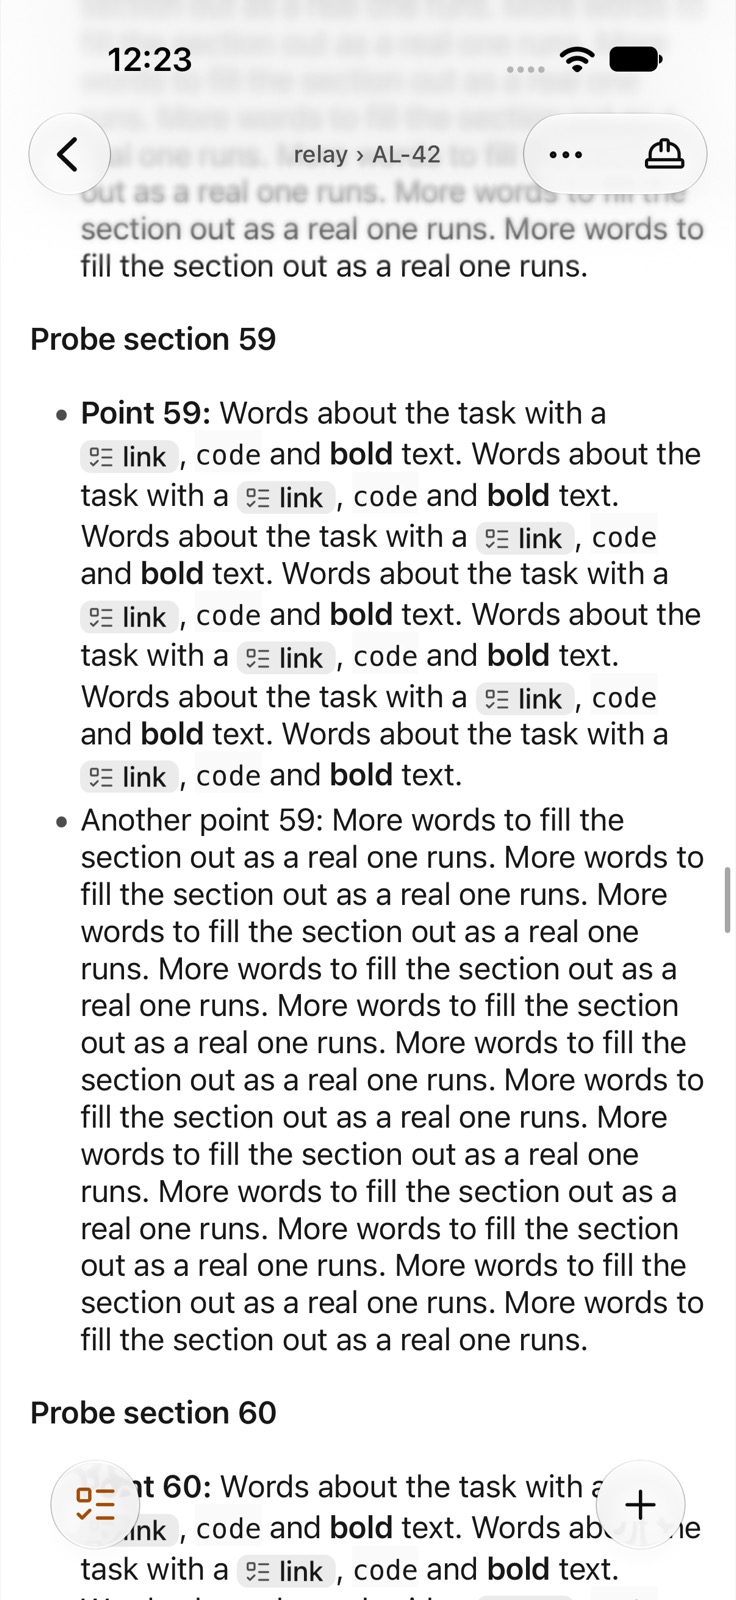 12:23
relay › AL-42
out as a real one runs. More words to fill the
section out as a real one runs. More words to
fill the section out as a real one runs.
Probe section 59
• Point 59: Words about the task with a
link , code and bold text. Words about the
task with a link , code and bold text.
Words about the task with a link , code
and bold text. Words about the task with a
link , code and bold text. Words about the
task with a link , code and bold text.
Words about the task with a link , code
and bold text. Words about the task with a
link , code and bold text.
• Another point 59: More words to fill the
section out as a real one runs. More words to
fill the section out as a real one runs. More
words to fill the section out as a real one
runs. More words to fill the section out as a
real one runs. More words to fill the section
out as a real one runs. More words to fill the
section out as a real one runs. More words to
fill the section out as a real one runs. More
words to fill the section out as a real one
runs. More words to fill the section out as a
real one runs. More words to fill the section
out as a real one runs. More words to fill the
section out as a real one runs. More words to
fill the section out as a real one runs.
Probe section 60
60: Words about the task with a
, code and bold text. Words
task with a link , code and bold text.